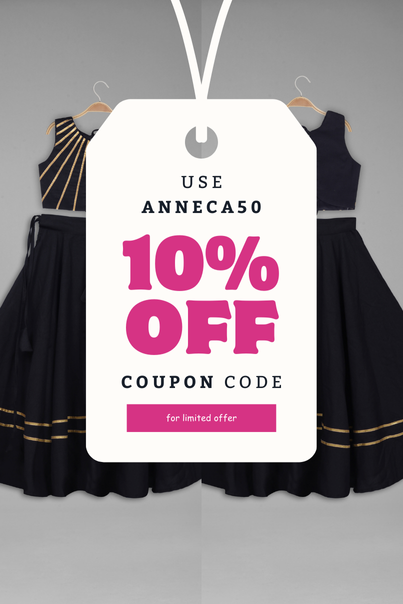 USE
ANNECA50
10%
OFF
COUPON CODE
for limited offer